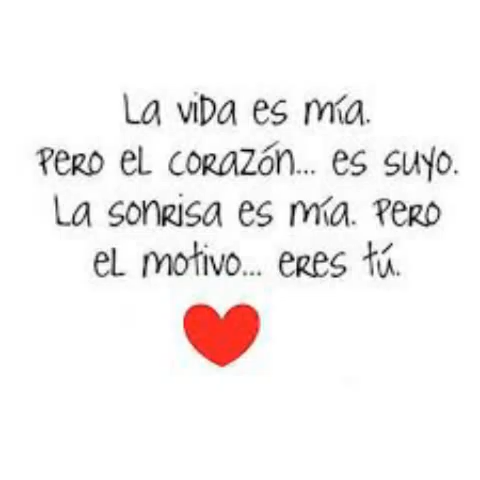 La vida es mía.
Pero el corazón... es suyo.
La sonrisa es mía. Pero
el motivo... eres tú.